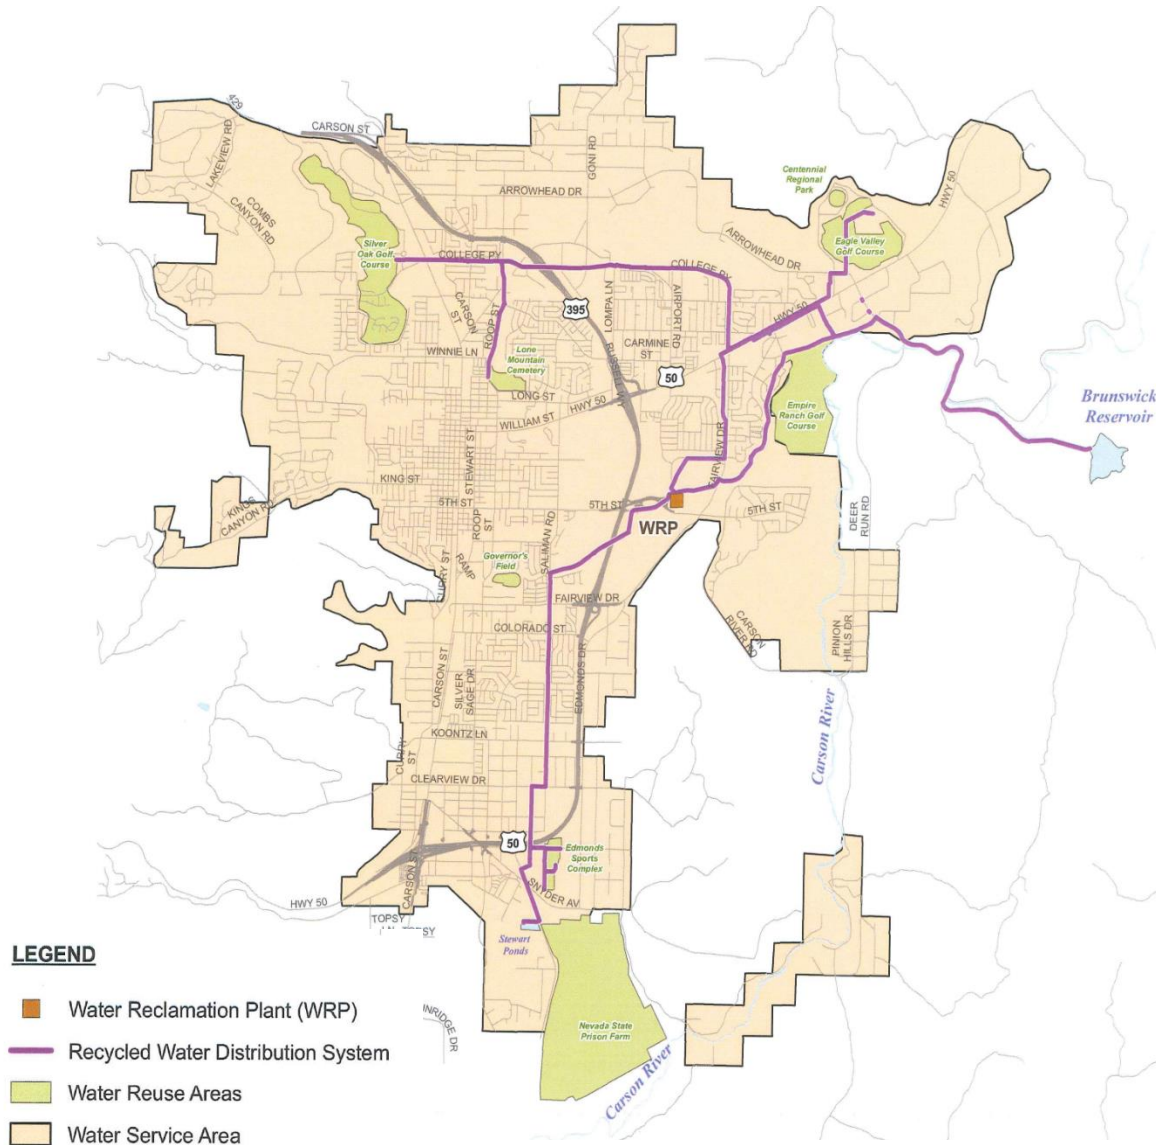 429
CARSON ST
LAKEVIEW RD
COMBS
CANYON RD
GONI RD
ARROWHEAD DR
Centennial
Regional
Park
HWY 50
Silver
Oak Golf
Course
COLLEGE PY
ARROWHEAD DR
COLLEGE PY
Eagle Valley
Golf Course
CARSON
ST
ROOP ST
395
LOMPA LN
AIRPORT RD
HWY 50
RUSSELL WY
WINNIE LN
Lone
Mountain
Cemetery
CARMINE
ST
50
LONG ST
HWY 50
WILLIAM ST
Empire
Ranch Golf
Course
Brunswick
Reservoir
STEWART ST
FAIRVIEW DR
KING ST
KINGS
CANYON RD
5TH ST
ROOP
ST
5TH ST
5TH ST
WRP
DEER
RUN RD
SALIMAN RD
Governor's
Field
RAMP
CURRY ST
FAIRVIEW DR
COLORADO ST
CARSON
RIVER RD
PINION
HILLS DR
CARSON ST
SILVER
SAGE DR
EDMONDS DR
KOONTZ LN
CURRY
ST
CLEARVIEW DR
Carson River
50
Edmonds
Sports
Complex
CARSON ST
SNYDER AV
HWY 50
TOPSY
Stewart
Ponds
Nevada State
Prison Farm
Carson River
LEGEND
Water Reclamation Plant (WRP)
INRIDGE DR
Recycled Water Distribution System
Water Reuse Areas
Water Service Area